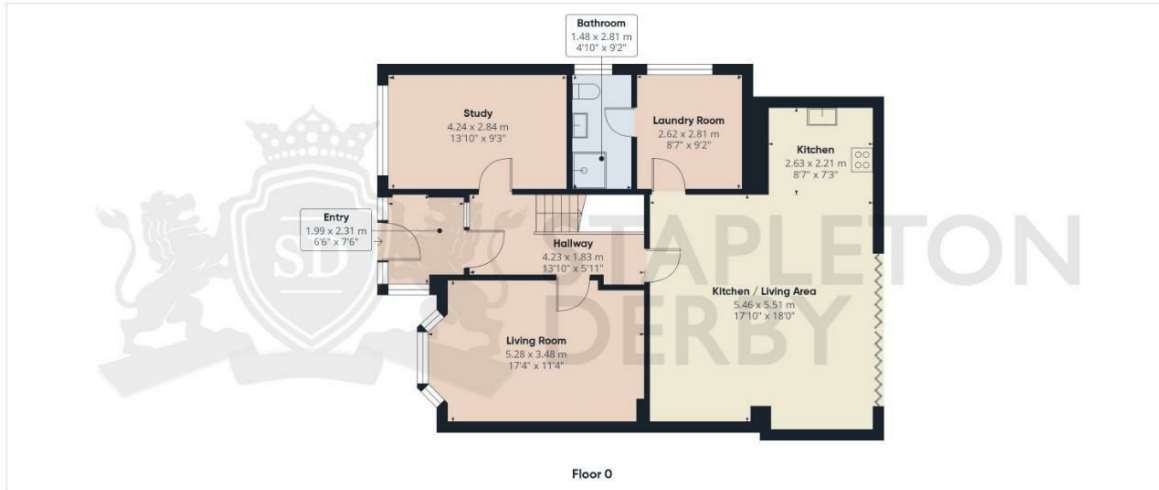 Bathroom
1.48 x 2.81 m
4'10" x 9'2"
Study
4.24 x 2.84 m
13'10" x 9'3"
Laundry Room
2.62 x 2.81 m
8'7" x 9'2"
Kitchen
2.63 x 2.21 m
8'7" x 7'3"
Entry
1.99 x 2.31 m
6'6" x 7'6"
Hallway
4.23 x 1.83 m
13'10" x 5'11"
SD
STAPLETON
DERBY
Kitchen / Living Area
5.46 x 5.51 m
17'10" x 18'0"
Living Room
5.28 x 3.48 m
17'4" x 11'4"
Floor 0